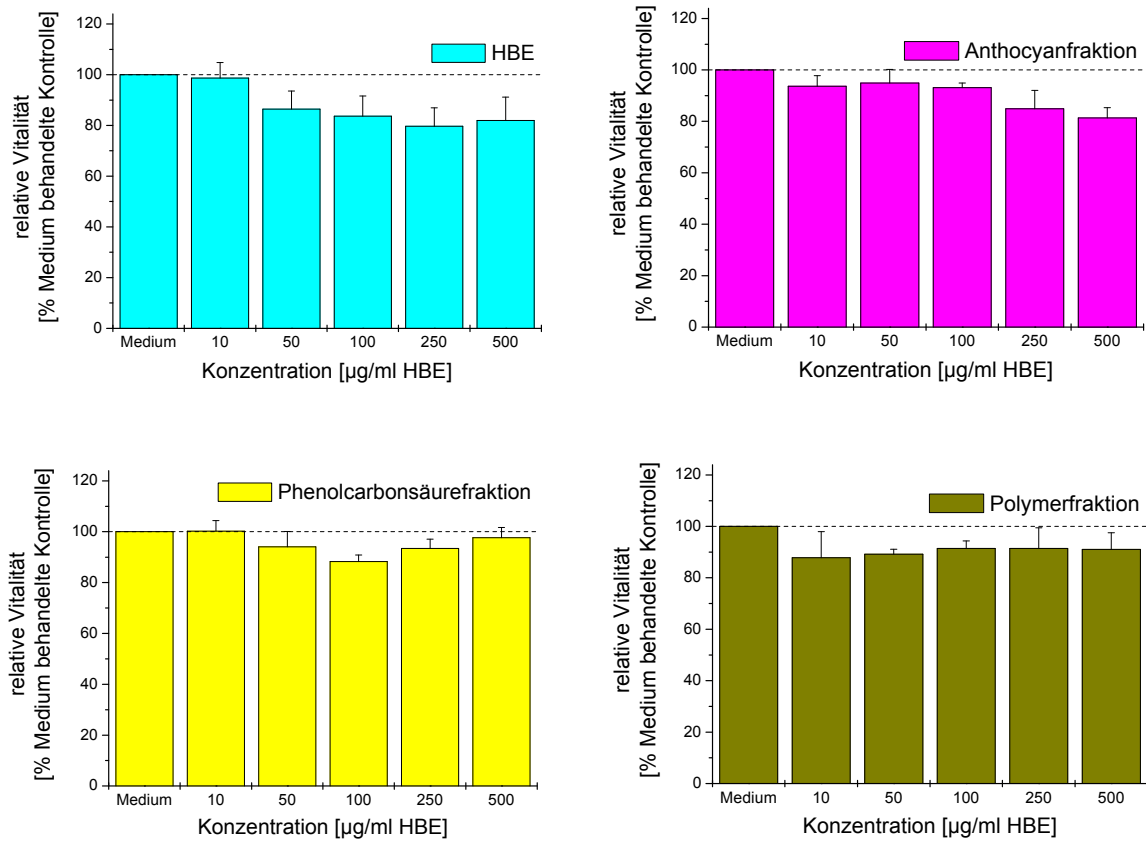 HBE
120
100
80
60
40
20
0
relative Vitalität
[% Medium behandelte Kontrolle]
Medium 10 50 100 250 500
Konzentration [µg/ml HBE]
Anthocyanfraktion
120
100
80
60
40
20
0
relative Vitalität
[% Medium behandelte Kontrolle]
Medium 10 50 100 250 500
Konzentration [µg/ml HBE]
Phenolcarbonsäurefraktion
120
100
80
60
40
20
0
relative Vitalität
[% Medium behandelte Kontrolle]
Medium 10 50 100 250 500
Konzentration [µg/ml HBE]
Polymerfraktion
120
100
80
60
40
20
0
relative Vitalität
[% Medium behandelte Kontrolle]
Medium 10 50 100 250 500
Konzentration [µg/ml HBE]